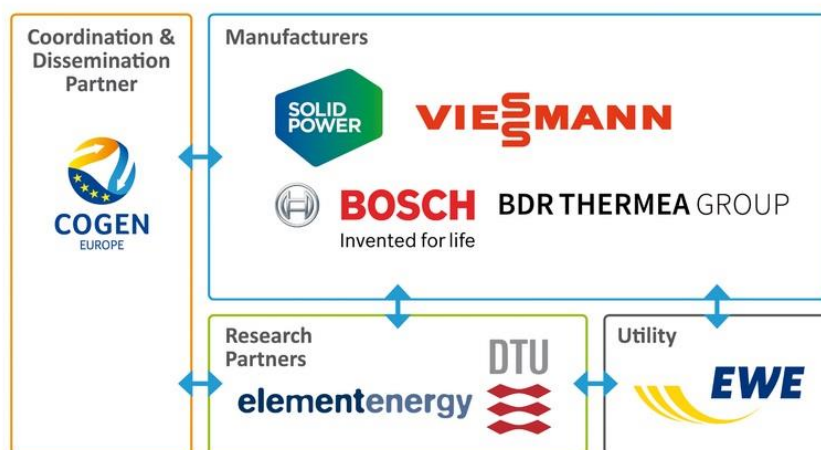 Coordination &
Dissemination
Partner
COGEN
EUROPE
Manufacturers
SOLID
POWER
VIESSMANN
BOSCH
Invented for life
BDR THERMEA GROUP
Research
Partners
elementenergy
DTU
Utility
EWE